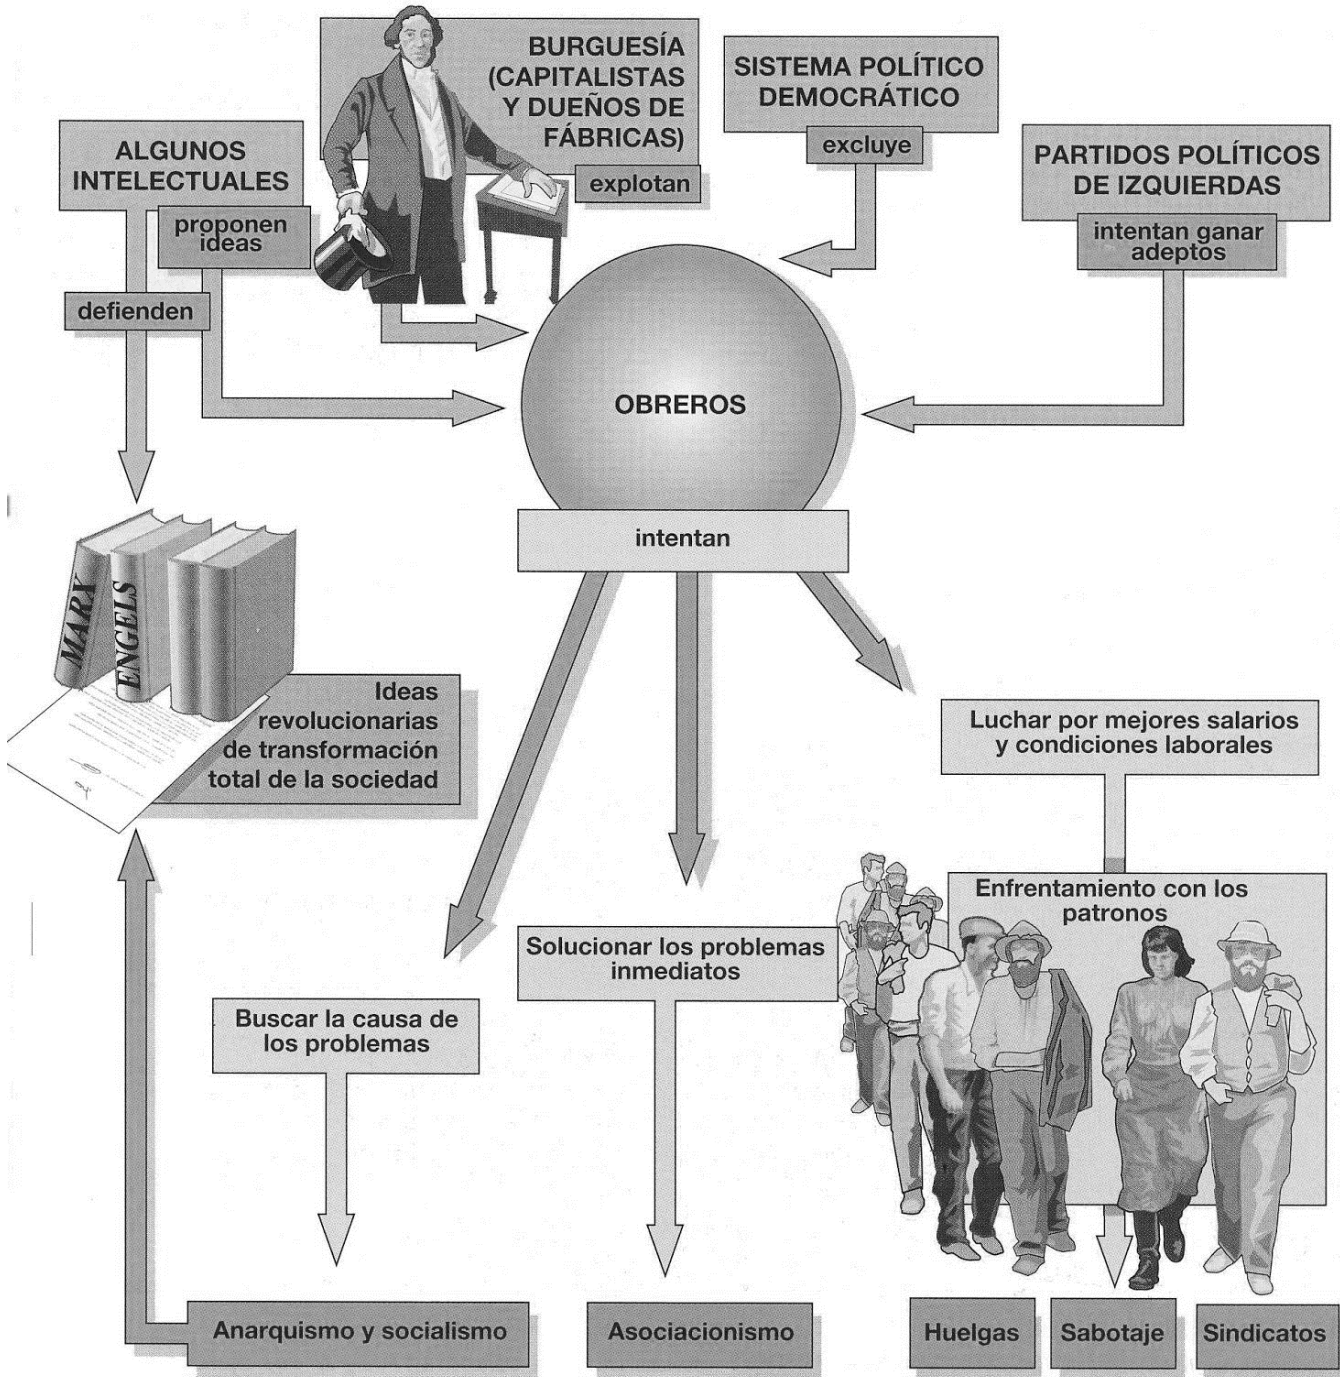 BURGUESÍA
(CAPITALISTAS
Y DUEÑOS DE
FÁBRICAS)
explotan
SISTEMA POLÍTICO
DEMOCRÁTICO
excluye
ALGUNOS
INTELECTUALES
proponen
ideas
defienden
PARTIDOS POLÍTICOS
DE IZQUIERDAS
intentan ganar
adeptos
OBREROS
intentan
MARX
ENGELS
Ideas
revolucionarias
de transformación
total de la sociedad
Luchar por mejores salarios
y condiciones laborales
Enfrentamiento con los
patronos
Solucionar los problemas
inmediatos
Buscar la causa de
los problemas
Anarquismo y socialismo
Asociacionismo
Huelgas
Sabotaje
Sindicatos